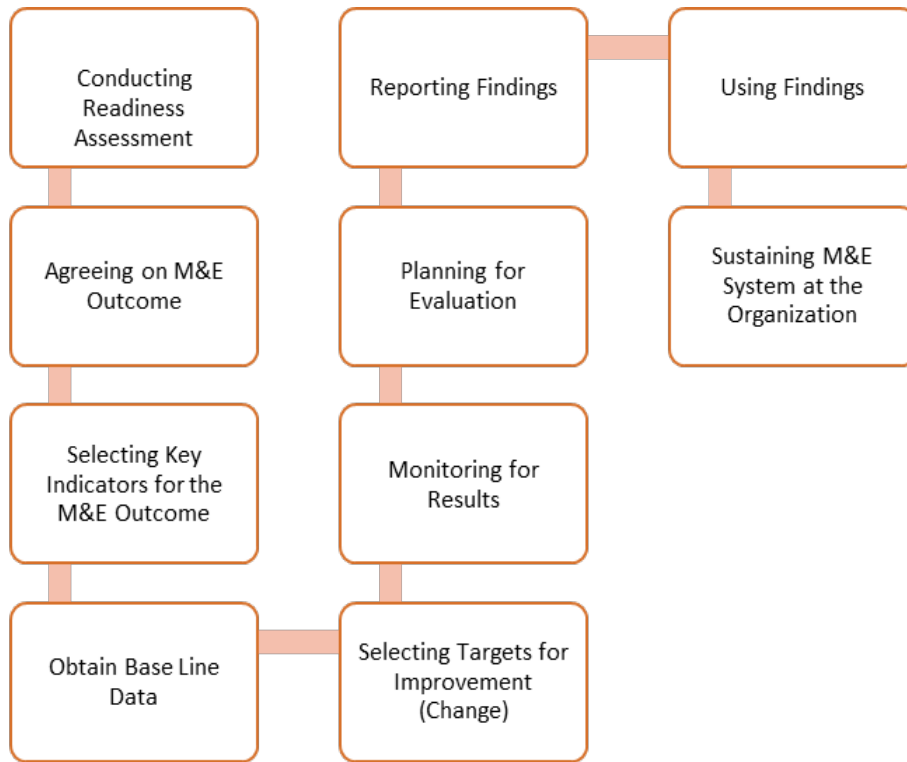 Conducting
Readiness
Assessment
Agreeing on M&E
Outcome
Selecting Key
Indicators for the
M&E Outcome
Obtain Base Line
Data
Selecting Targets for
Improvement
(Change)
Monitoring for
Results
Planning for
Evaluation
Reporting Findings
Using Findings
Sustaining M&E
System at the
Organization